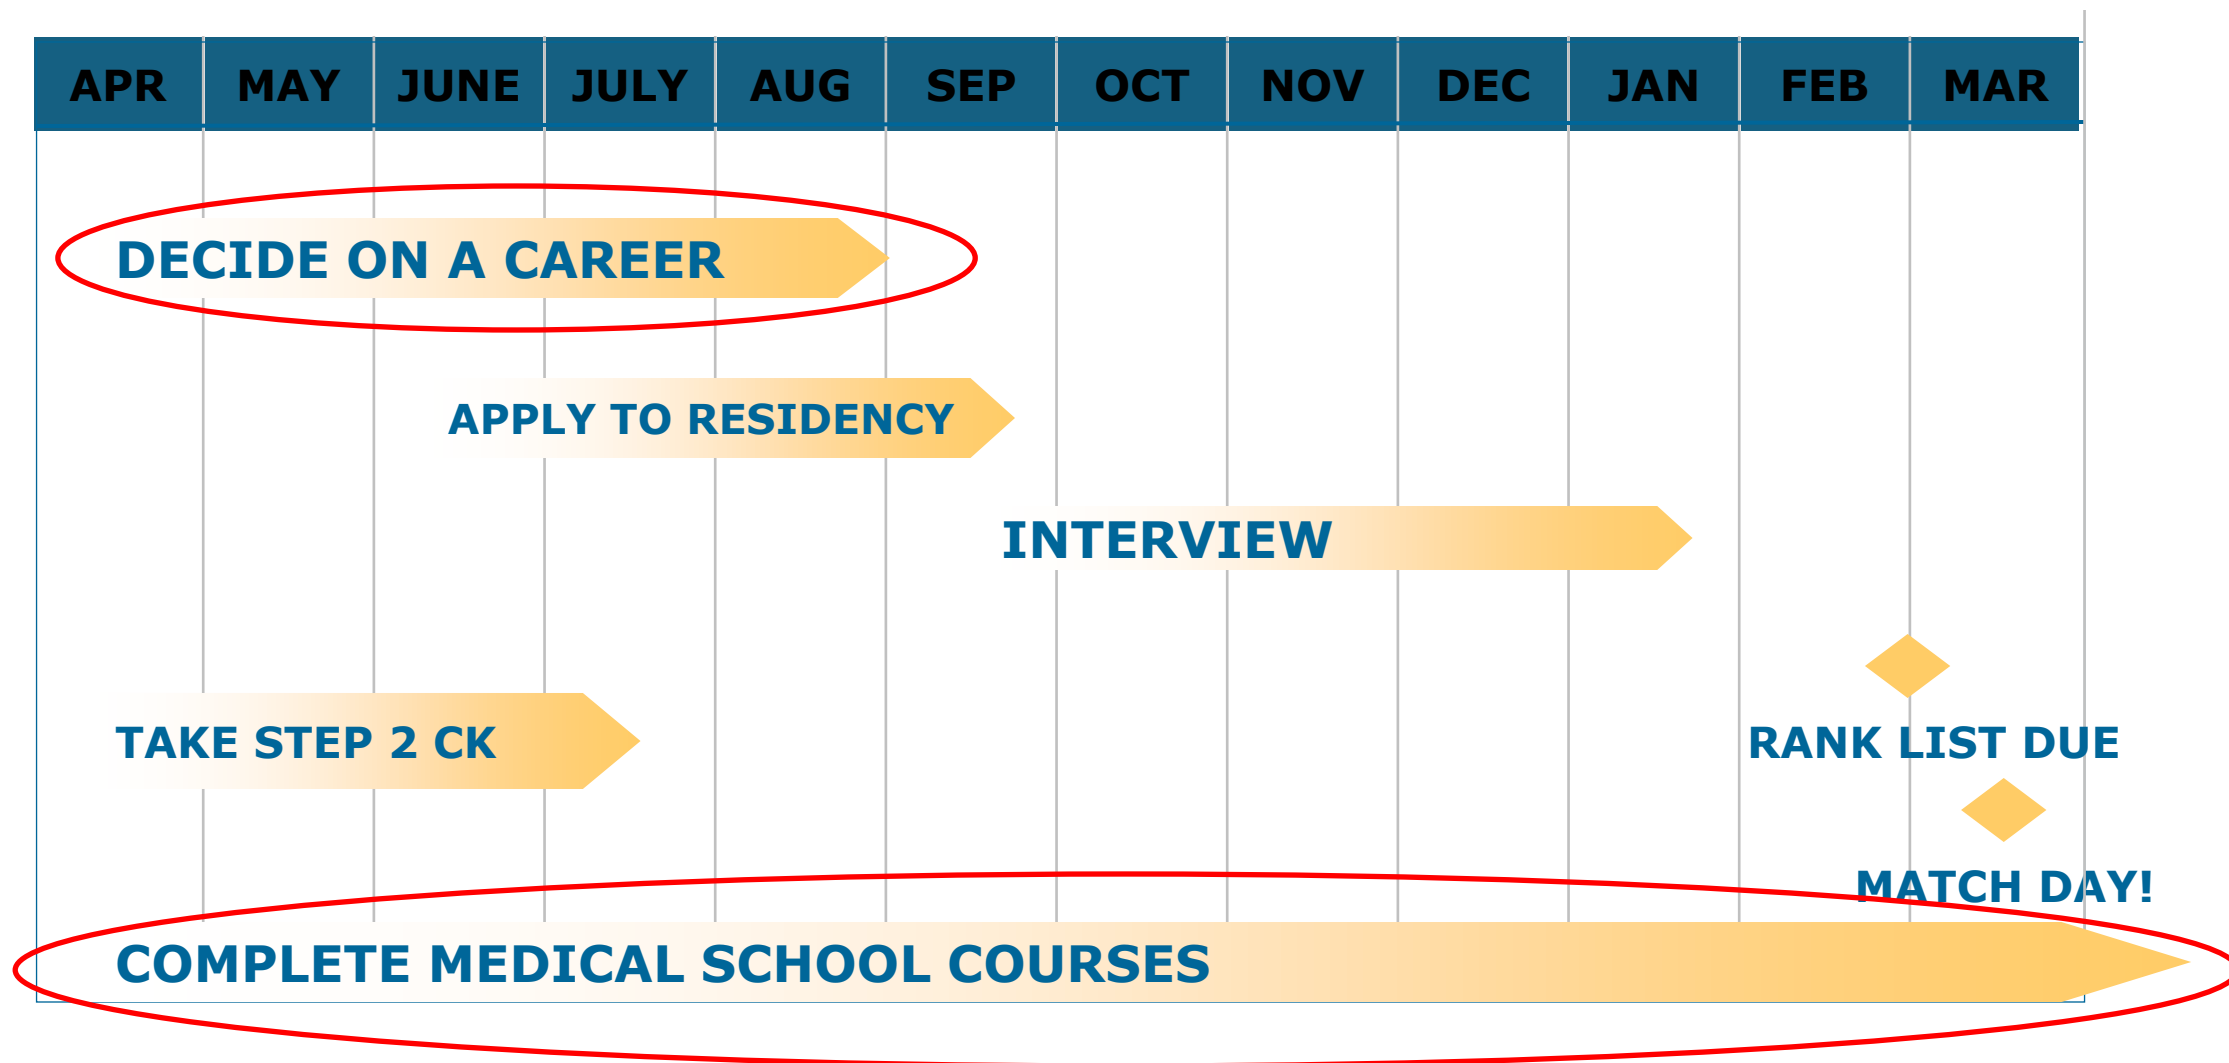 APR MAY JUNE JULY AUG SEP OCT NOV DEC JAN FEB MAR
DECIDE ON A CAREER
APPLY TO RESIDENCY
INTERVIEW
TAKE STEP 2 CK
RANK LIST DUE
MATCH DAY!
COMPLETE MEDICAL SCHOOL COURSES